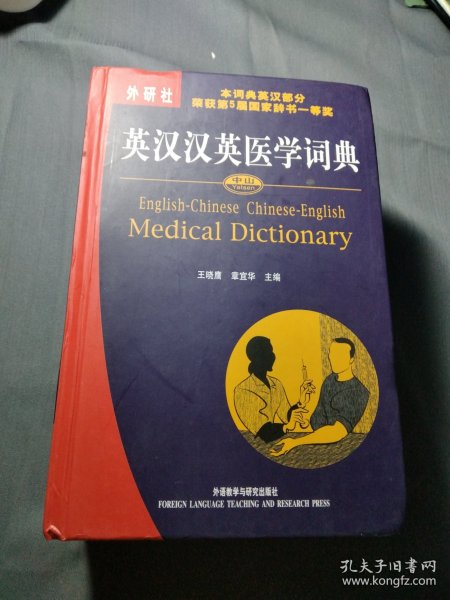 外研社
本词典英汉部分
荣获第5届国家辞书一等奖
英汉汉英医学词典
中山
Yatsen
English-Chinese Chinese-English
Medical Dictionary
王晓鹰 章宜华 主编
外语教学与研究出版社
FOREIGN LANGUAGE TEACHING AND RESEARCH PRESS
孔夫子旧书网
www.kongfz.com